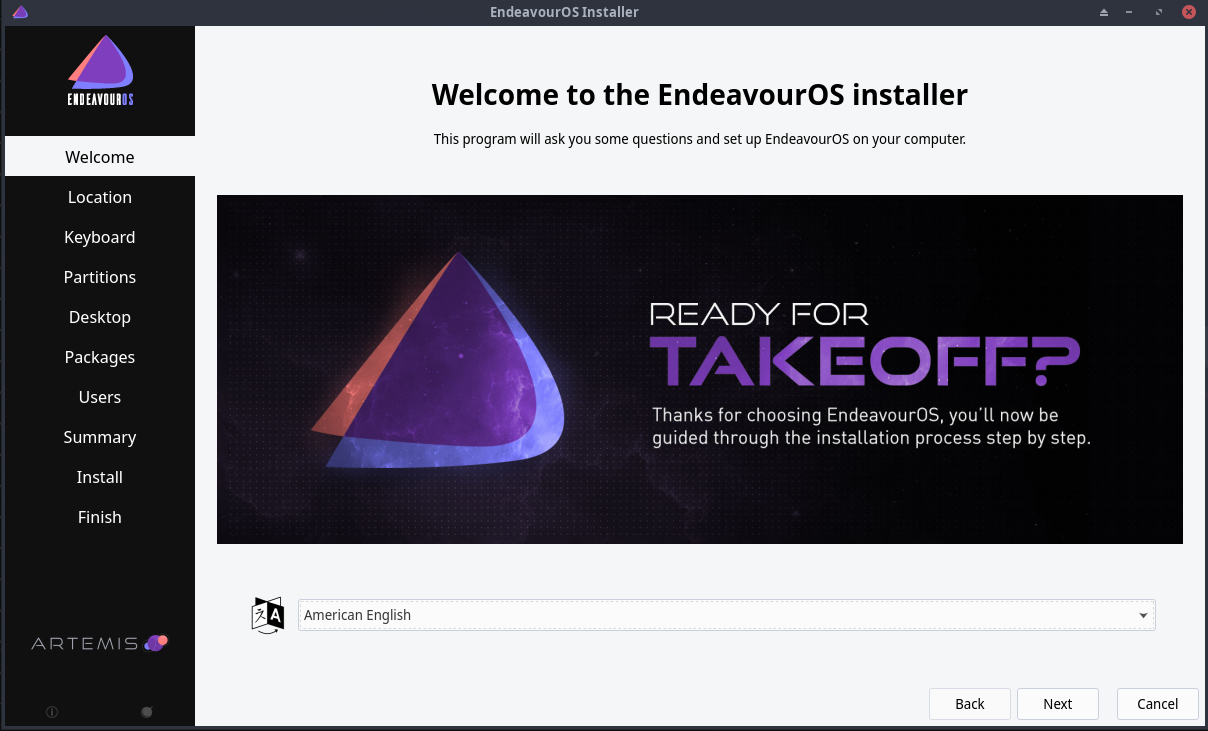 EndeavourOS Installer
ENDEAVOUROS
Welcome
Location
Keyboard
Partitions
Desktop
Packages
Users
Summary
Install
Finish
ARTEMIS
Welcome to the EndeavourOS installer
This program will ask you some questions and set up EndeavourOS on your computer.
READY FOR
TAKEOFF?
Thanks for choosing EndeavourOS, you'll now be
guided through the installation process step by step.
文 A
American English
Back
Next
Cancel